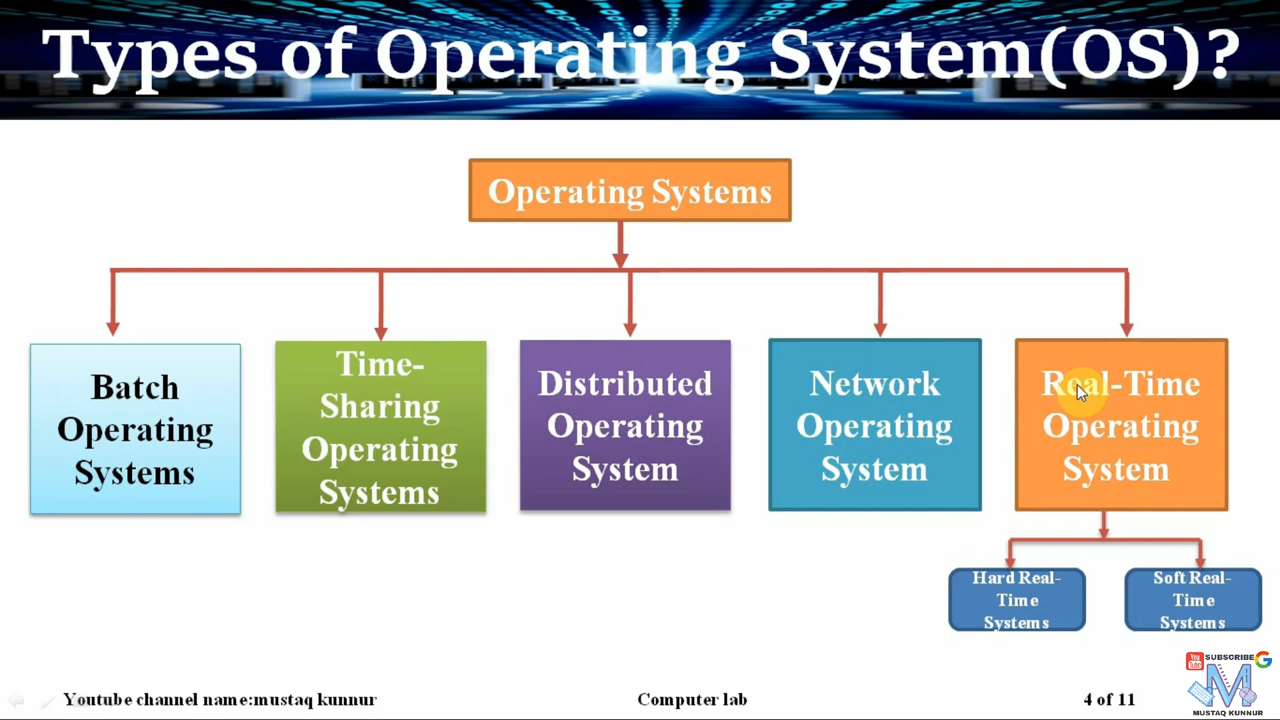 Types of Operating System(OS)?
Operating Systems
Batch
Operating
Systems
Time-
Sharing
Operating
Systems
Distributed
Operating
System
Network
Operating
System
Real-Time
Operating
System
Hard Real-
Time
Systems
Soft Real-
Time
Systems
Youtube channel name:mustaq kunnur
Computer lab
4 of 11
You
Tube
SUBSCRIBE
G
M
MUSTAQ KUNNUR